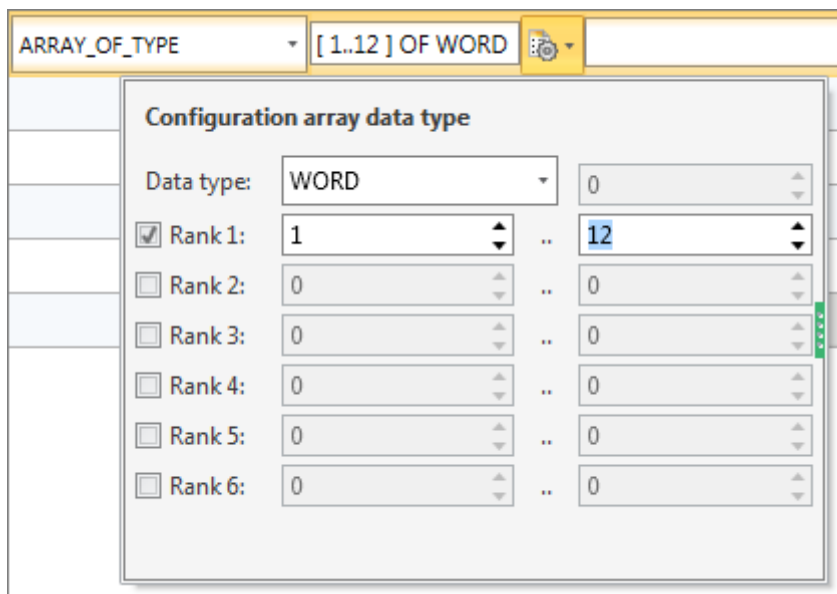 ARRAY_OF_TYPE [ 1..12 ] OF WORD
Configuration array data type
Data type: WORD 0
Rank 1: 1 .. 12
Rank 2: 0 .. 0
Rank 3: 0 .. 0
Rank 4: 0 .. 0
Rank 5: 0 .. 0
Rank 6: 0 .. 0